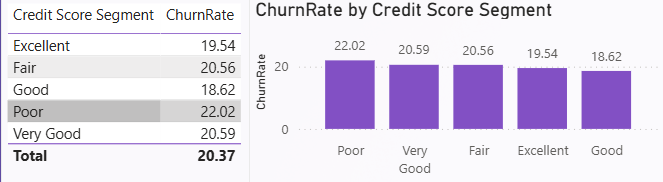 Credit Score Segment ChurnRate
Excellent 19.54
Fair 20.56
Good 18.62
Poor 22.02
Very Good 20.59
Total 20.37
ChurnRate by Credit Score Segment
ChurnRate
20
0
22.02 20.59 20.56 19.54 18.62
Poor Very Good Fair Excellent Good